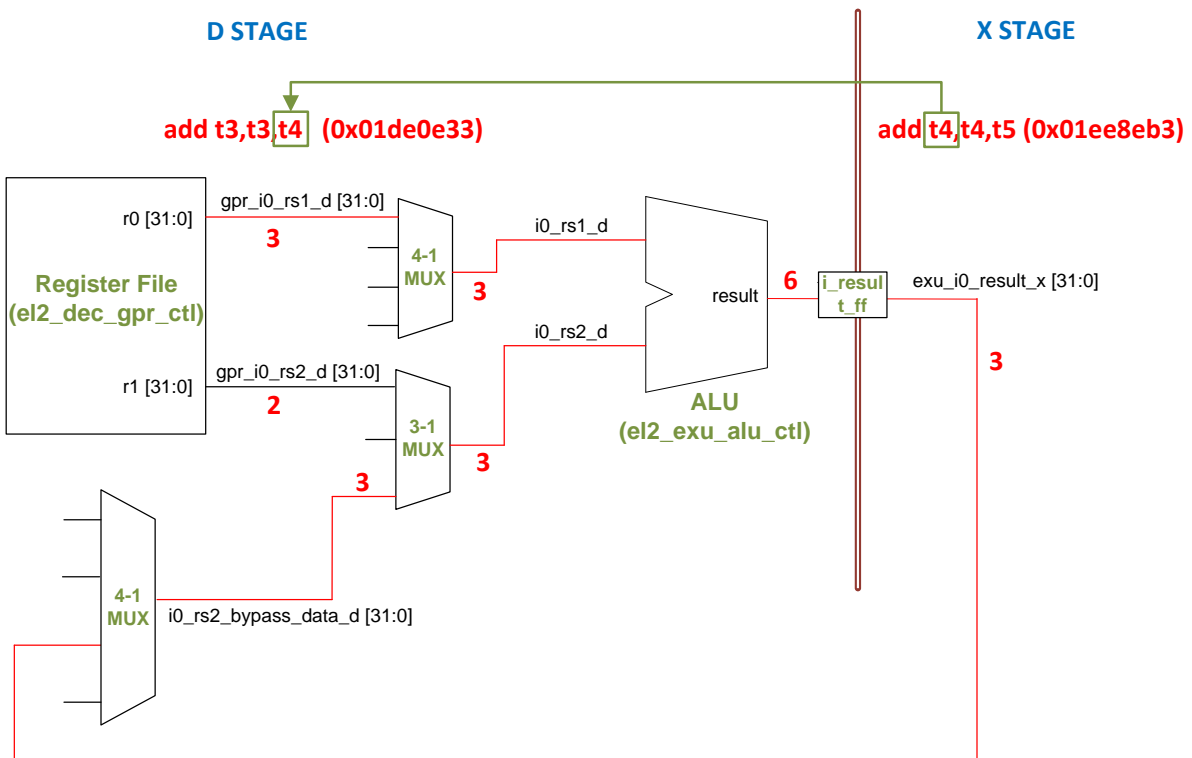 D STAGE
X STAGE
add t3,t3,t4 (0x01de0e33)
add t4,t4,t5 (0x01ee8eb3)
r0 [31:0]
gpr_i0_rs1_d [31:0]
3
4-1
MUX
3
i0_rs1_d
Register File
(el2_dec_gpr_ctl)
result
6
i_resul
t_ff
exu_i0_result_x [31:0]
3
i0_rs2_d
r1 [31:0]
gpr_i0_rs2_d [31:0]
2
3-1
MUX
3
3
ALU
(el2_exu_alu_ctl)
4-1
MUX
i0_rs2_bypass_data_d [31:0]